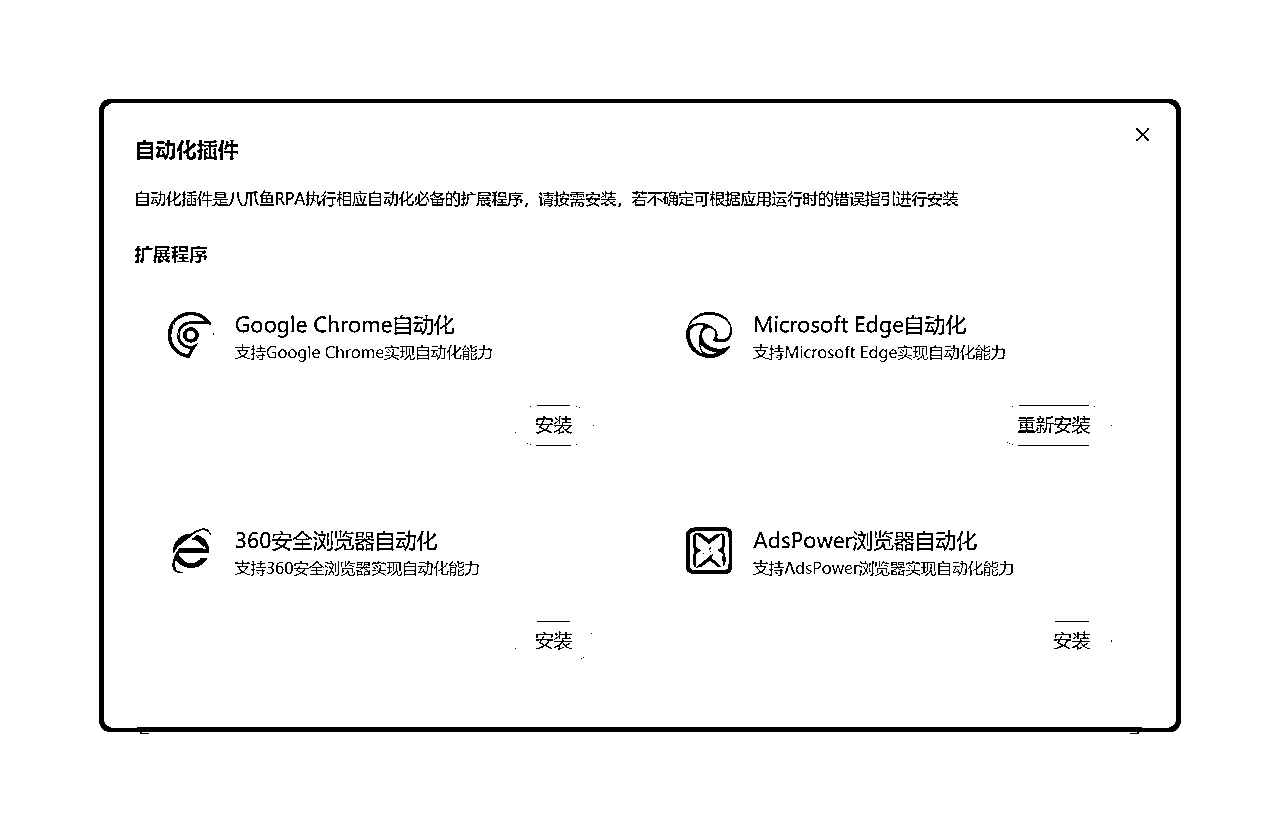 自动化插件
自动化插件是八爪鱼RPA执行相应自动化必备的扩展程序，请按需安装，若不确定可根据应用运行时的错误指引进行安装
扩展程序
Google Chrome自动化
支持Google Chrome实现自动化能力
安装
Microsoft Edge自动化
支持Microsoft Edge实现自动化能力
重新安装
360安全浏览器自动化
支持360安全浏览器实现自动化能力
安装
AdsPower浏览器自动化
支持AdsPower浏览器实现自动化能力
安装